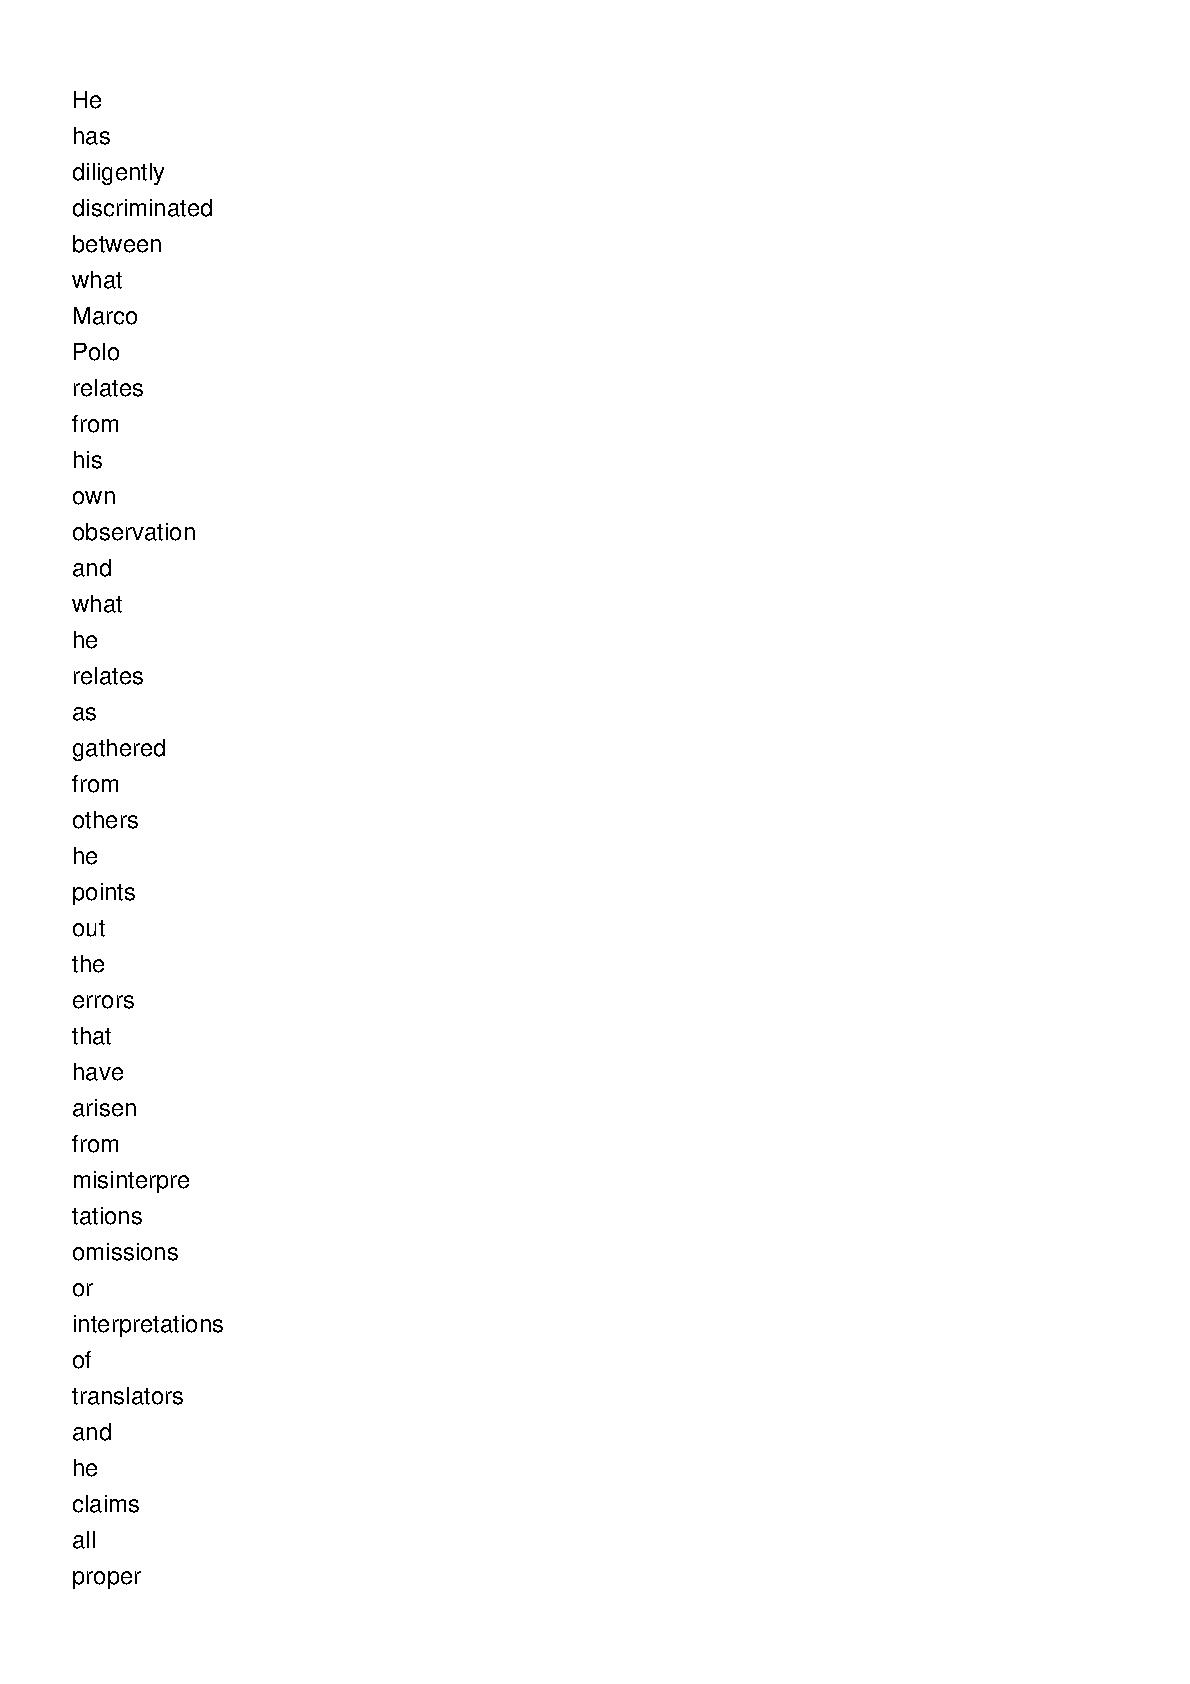 He
has
diligently
discriminated
between
what
Marco
Polo
relates
from
his
own
observation
and
what
he
relates
as
gathered
from
others
he
points
out
the
errors
that
have
arisen
from
misinterpre
tations
omissions
or
interpretations
of
translators
and
he
claims
all
proper